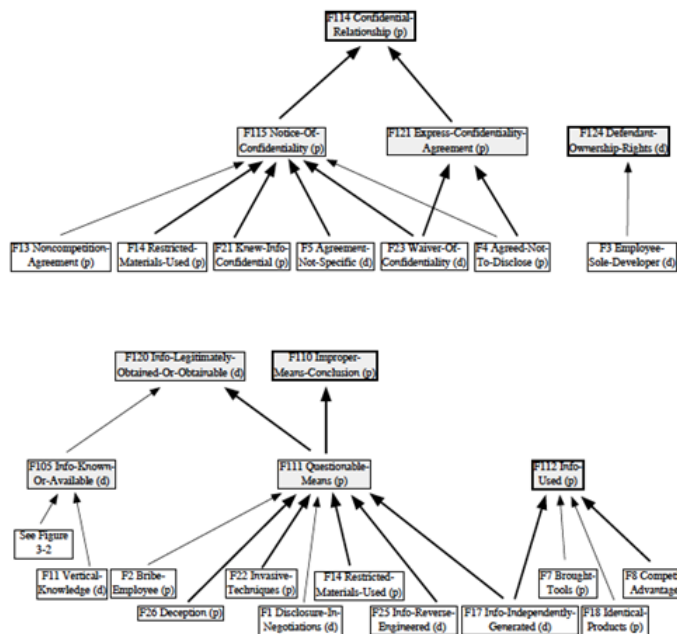 F114 Confidential-
Relationship (p)
F115 Notice-Of-
Confidentiality (p)
F121 Express-Confidentiality-
Agreement (p)
F124 Defendant-
Ownership-Rights (d)
F13 Noncompetition-
Agreement (p)
F14 Restricted-
Materials-Used (p)
F21 Knew-Info-
Confidential (p)
F5 Agreement-
Not-Specific (d)
F23 Waiver-Of-
Confidentiality (d)
F4 Agreed-Not-
To-Disclose (p)
F3 Employee-
Sole-Developer (d)
F120 Info-Legitimately-
Obtained-Or-Obtainable (d)
F110 Improper-
Means-Conclusion (p)
F105 Info-Known-
Or-Available (d)
F111 Questionable-
Means (p)
F112 Info-
Used (p)
See Figure
3-2
F11 Vertical-
Knowledge (d)
F2 Bribe-
Employee (p)
F26 Deception (p)
F22 Invasive-
Techniques (p)
F1 Disclosure-In-
Negotiations (d)
F14 Restricted-
Materials-Used (p)
F25 Info-Reverse-
Engineered (d)
F17 Info-Independently-
Generated (d)
F7 Brought-
Tools (p)
F18 Identical-
Products (p)
F8 Competi
Advantage